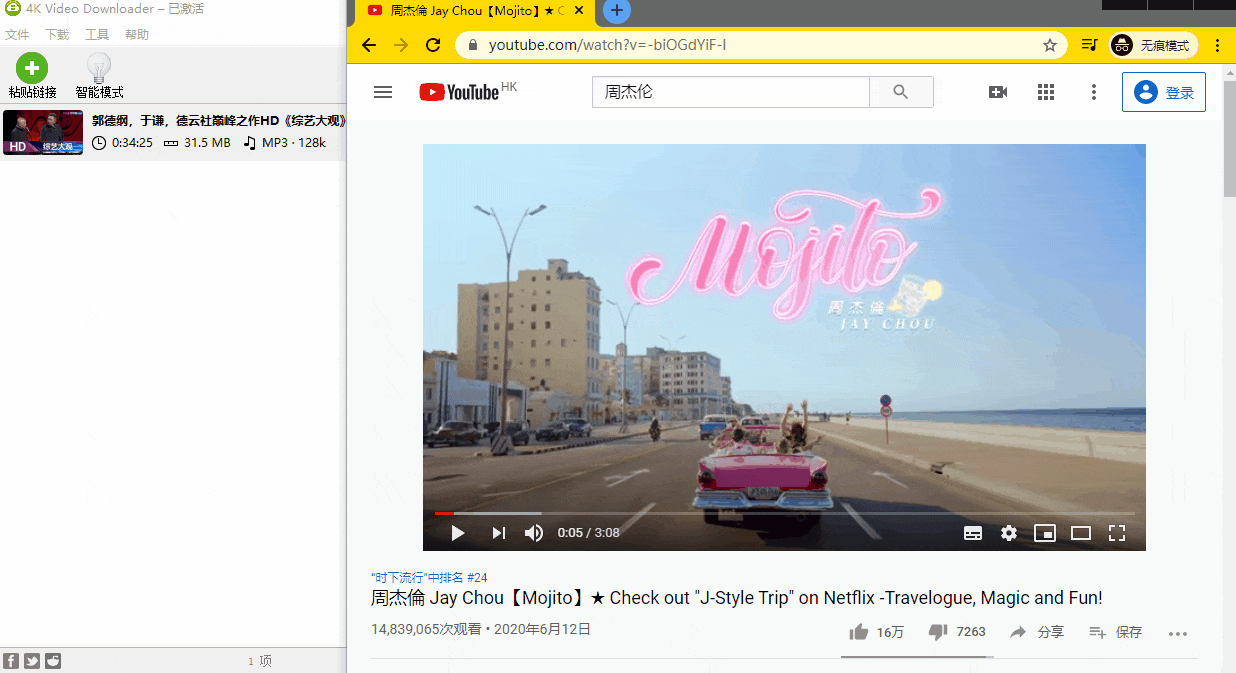 4K Video Downloader – 已激活
文件 下载 工具 帮助
粘贴链接 智能模式
郭德纲，于谦，德云社巅峰之作HD《综艺大观》
HD 综艺大观
0:34:25 31.5 MB MP3 · 128k
1 项
周杰倫 Jay Chou【Mojito】★ C
youtube.com/watch?v=-biOGdYiF-I
无痕模式
YouTube HK
周杰伦
登录
Mojito
周杰倫
JAY CHOU
0:05 / 3:08
"时下流行"中排名 #24
周杰倫 Jay Chou【Mojito】★ Check out "J-Style Trip" on Netflix -Travelogue, Magic and Fun!
14,839,065次观看 • 2020年6月12日
16万 7263 分享 保存